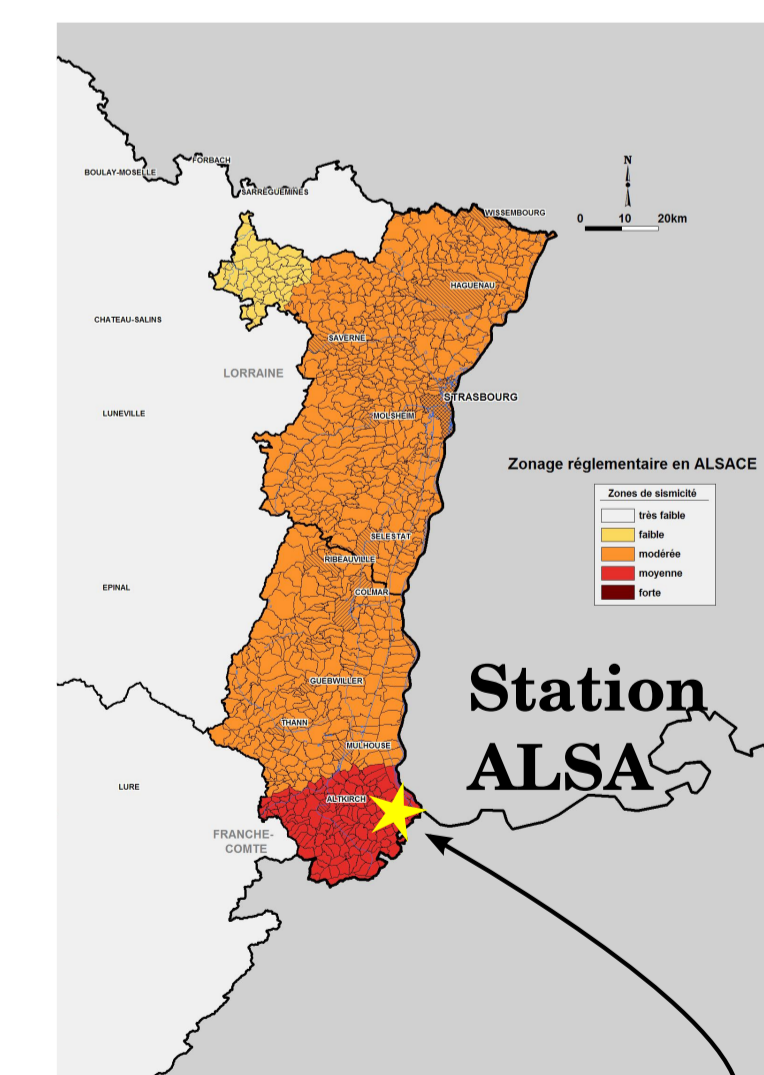 FORBACH
BOULAY-MOSELLE
SARREGUEMINES
N
WISSEMBOURG
0 10 20km
HAGUENAU
CHATEAU-SALINS
SAVERNE
LORRAINE
STRASBOURG
LUNEVILLE
MOLSHEIM
Zonage réglementaire en ALSACE
Zones de sismicité
très faible
faible
modérée
moyenne
forte
SELESTAT
RIBEAUVILLE
EPINAL
COLMAR
GUEBWILLER
Station
THANN
MULHOUSE
ALSA
LURE
ALTKIRCH
FRANCHE-
COMTE